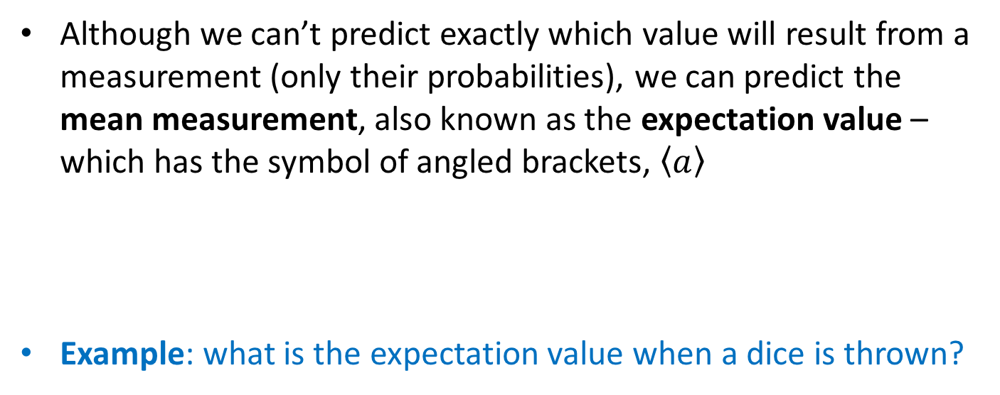 • Although we can’t predict exactly which value will result from a
measurement (only their probabilities), we can predict the
mean measurement, also known as the expectation value –
which has the symbol of angled brackets, ⟨𝑎⟩
• Example: what is the expectation value when a dice is thrown?